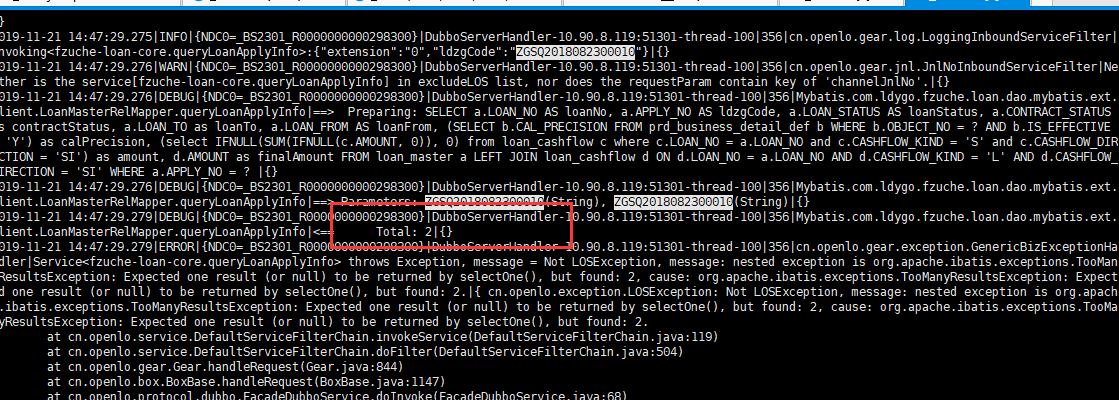 }
019-11-21 14:47:29.275|INFO|{NDC0=_BS2301_R0000000000298300}|DubboServerHandler-10.90.8.119:51301-thread-100|356|cn.openlo.gear.log.LoggingInboundServiceFilter|
nvoking<fzuche-loan-core.queryLoanApplyInfo>:{"extension":"0","ldzgCode":"ZGSQ2018082300010"}|{}
019-11-21 14:47:29.276|WARN|{NDC0=_BS2301_R0000000000298300}|DubboServerHandler-10.90.8.119:51301-thread-100|356|cn.openlo.gear.jnl.JnlNoInboundServiceFilter|Ne
ther is the service[fzuche-loan-core.queryLoanApplyInfo] in excludeLOS list, nor does the requestParam contain key of 'channelJnlNo'.|{}
019-11-21 14:47:29.276|DEBUG|{NDC0=_BS2301_R0000000000298300}|DubboServerHandler-10.90.8.119:51301-thread-100|356|Mybatis.com.ldygo.fzuche.loan.dao.mybatis.ext.
lient.LoanMasterRelMapper.queryLoanApplyInfo|==>  Preparing: SELECT a.LOAN_NO as loanNo, a.APPLY_NO AS ldzgCode, a.LOAN_STATUS AS loanStatus, a.CONTRACT_STATUS
s contractStatus, a.LOAN_TO as loanTo, a.LOAN_FROM AS loanFrom, (SELECT b.CAL_PRECISION FROM prd_business_detail_def b WHERE b.OBJECT_NO = ? AND b.IS_EFFECTIVE
'Y') as calPrecision, (select IFNULL(SUM(IFNULL(c.AMOUNT, 0)), 0) from loan_cashflow c where c.LOAN_NO = a.LOAN_NO and c.CASHFLOW_KIND = 'S' and c.CASHFLOW_DIR
CTION = 'SI') as amount, d.AMOUNT as finalAmount FROM loan_master a LEFT JOIN loan_cashflow d ON d.LOAN_NO = a.LOAN_NO AND d.CASHFLOW_KIND = 'L' AND d.CASHFLOW_
IRECTION = 'SI' WHERE a.APPLY_NO = ? |{}
019-11-21 14:47:29.276|DEBUG|{NDC0=_BS2301_R0000000000298300}|DubboServerHandler-10.90.8.119:51301-thread-100|356|Mybatis.com.ldygo.fzuche.loan.dao.mybatis.ext.
lient.LoanMasterRelMapper.queryLoanApplyInfo|==> Parameters: ZGSQ2018082300010(String), ZGSQ2018082300010(String)|{}
019-11-21 14:47:29.279|DEBUG|{NDC0=_BS2301_R0000000000298300}|DubboServerHandler-10.90.8.119:51301-thread-100|356|Mybatis.com.ldygo.fzuche.loan.dao.mybatis.ext.
lient.LoanMasterRelMapper.queryLoanApplyInfo|<==      Total: 2|{}
019-11-21 14:47:29.279|ERROR|{NDC0=_BS2301_R0000000000298300}|DubboServerHandler-10.90.8.119:51301-thread-100|356|cn.openlo.gear.exception.GenericBizExceptionHa
dler|Service<fzuche-loan-core.queryLoanApplyInfo> throws Exception, message = Not LOSException, message: nested exception is org.apache.ibatis.exceptions.TooMan
ResultsException: Expected one result (or null) to be returned by selectOne(), but found: 2, cause: org.apache.ibatis.exceptions.TooManyResultsException: Expect
d one result (or null) to be returned by selectOne(), but found: 2.|{ cn.openlo.exception.LOSException: Not LOSException, message: nested exception is org.apach
.ibatis.exceptions.TooManyResultsException: Expected one result (or null) to be returned by selectOne(), but found: 2, cause: org.apache.ibatis.exceptions.TooMa
yResultsException: Expected one result (or null) to be returned by selectOne(), but found: 2.
at cn.openlo.service.DefaultServiceFilterChain.invokeService(DefaultServiceFilterChain.java:119)
at cn.openlo.service.DefaultServiceFilterChain.doFilter(DefaultServiceFilterChain.java:504)
at cn.openlo.gear.Gear.handleRequest(Gear.java:844)
at cn.openlo.box.BoxBase.handleRequest(BoxBase.java:1147)
at cn.openlo.protocol.dubbo.FacadeDubboService.doInvoke(FacadeDubboService.java:68)